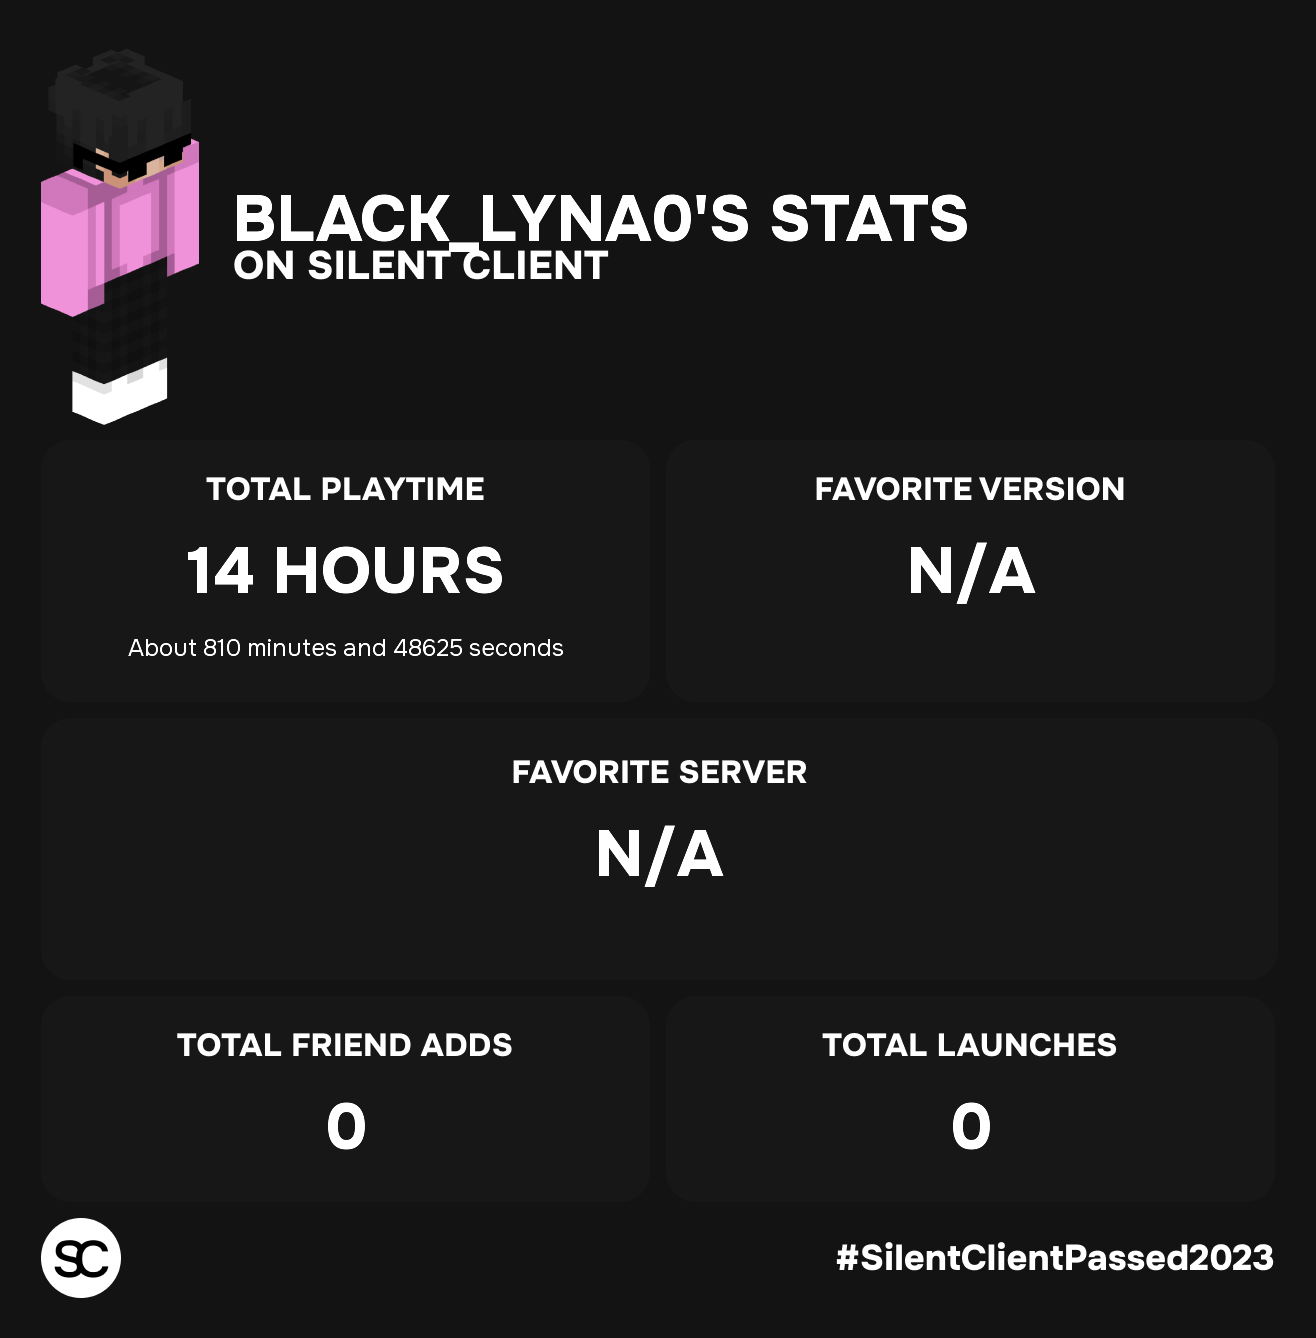 BLACK_LYNA0'S STATS
ON SILENT CLIENT
TOTAL PLAYTIME
14 HOURS
About 810 minutes and 48625 seconds
FAVORITE VERSION
N/A
FAVORITE SERVER
N/A
TOTAL FRIEND ADDS
0
TOTAL LAUNCHES
0
SC
#SilentClientPassed2023